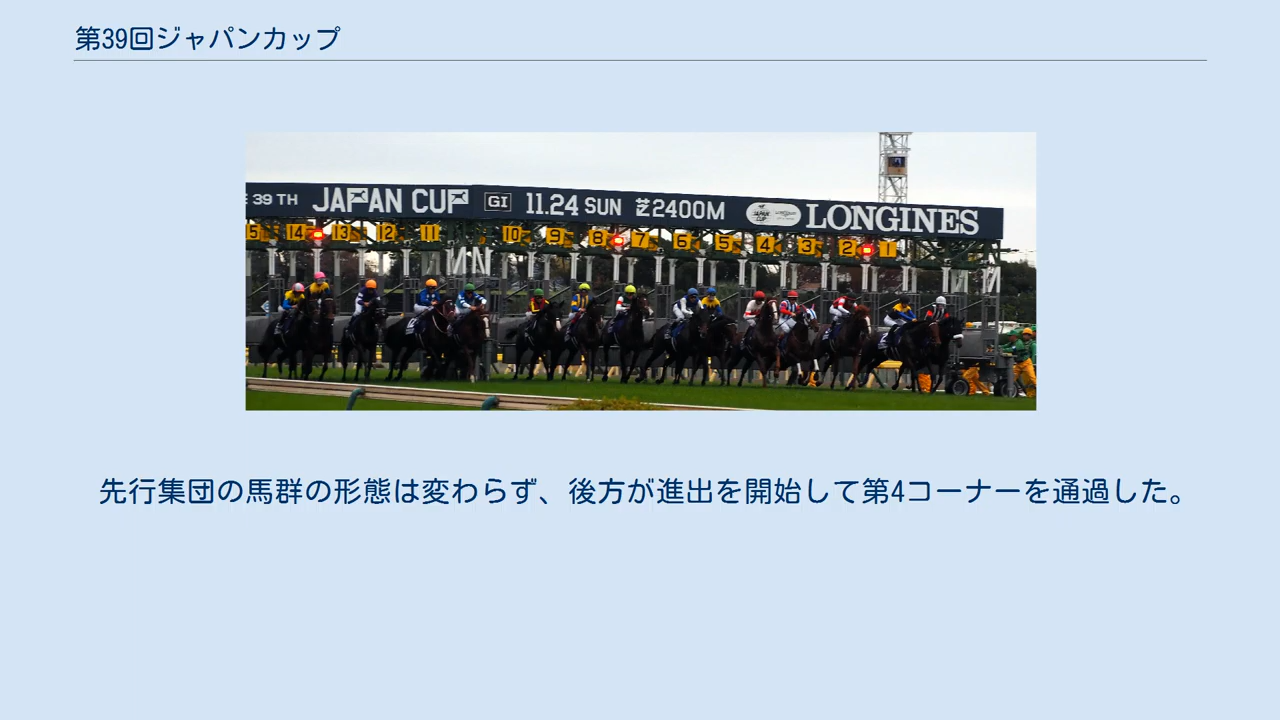 第39回ジャパンカップ
39 TH JAPAN CUP GI 11.24 SUN 芝2400M LONGINES
5 14 13 12 11 10 9 8 7 6 5 4 3 2 1
先行集団の馬群の形態は変わらず、後方が進出を開始して第4コーナーを通過した。